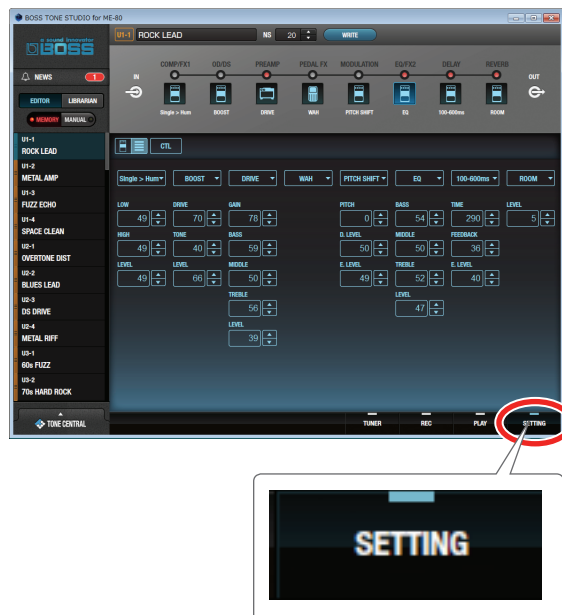 BOSS TONE STUDIO for ME-80
a sound innovator
BOSS
U1-1 ROCK LEAD NS 20 WRITE
NEWS 1
COMP/FX1 OD/DS PREAMP PEDAL FX MODULATION EQ/FX2 DELAY REVERB
IN OUT
Single > Hum BOOST DRIVE WAH PITCH SHIFT EQ 100-600ms ROOM
EDITOR LIBRARIAN
MEMORY MANUAL
U1-1
ROCK LEAD
U1-2
METAL AMP
U1-3
FUZZ ECHO
U1-4
SPACE CLEAN
U2-1
OVERTONE DIST
U2-2
BLUES LEAD
U2-3
DS DRIVE
U2-4
METAL RIFF
U3-1
60s FUZZ
U3-2
70s HARD ROCK
TONE CENTRAL
CTL
Single > Hum BOOST DRIVE WAH PITCH SHIFT EQ 100-600ms ROOM
LOW DRIVE GAIN PITCH BASS TIME LEVEL
49 70 78 0 54 290 5
HIGH TONE BASS D. LEVEL MIDDLE FEEDBACK
49 40 59 50 50 36
LEVEL LEVEL MIDDLE E. LEVEL TREBLE E. LEVEL
49 66 50 49 52 40
TREBLE LEVEL
56 47
LEVEL
39
TUNER REC PLAY SETTING
SETTING